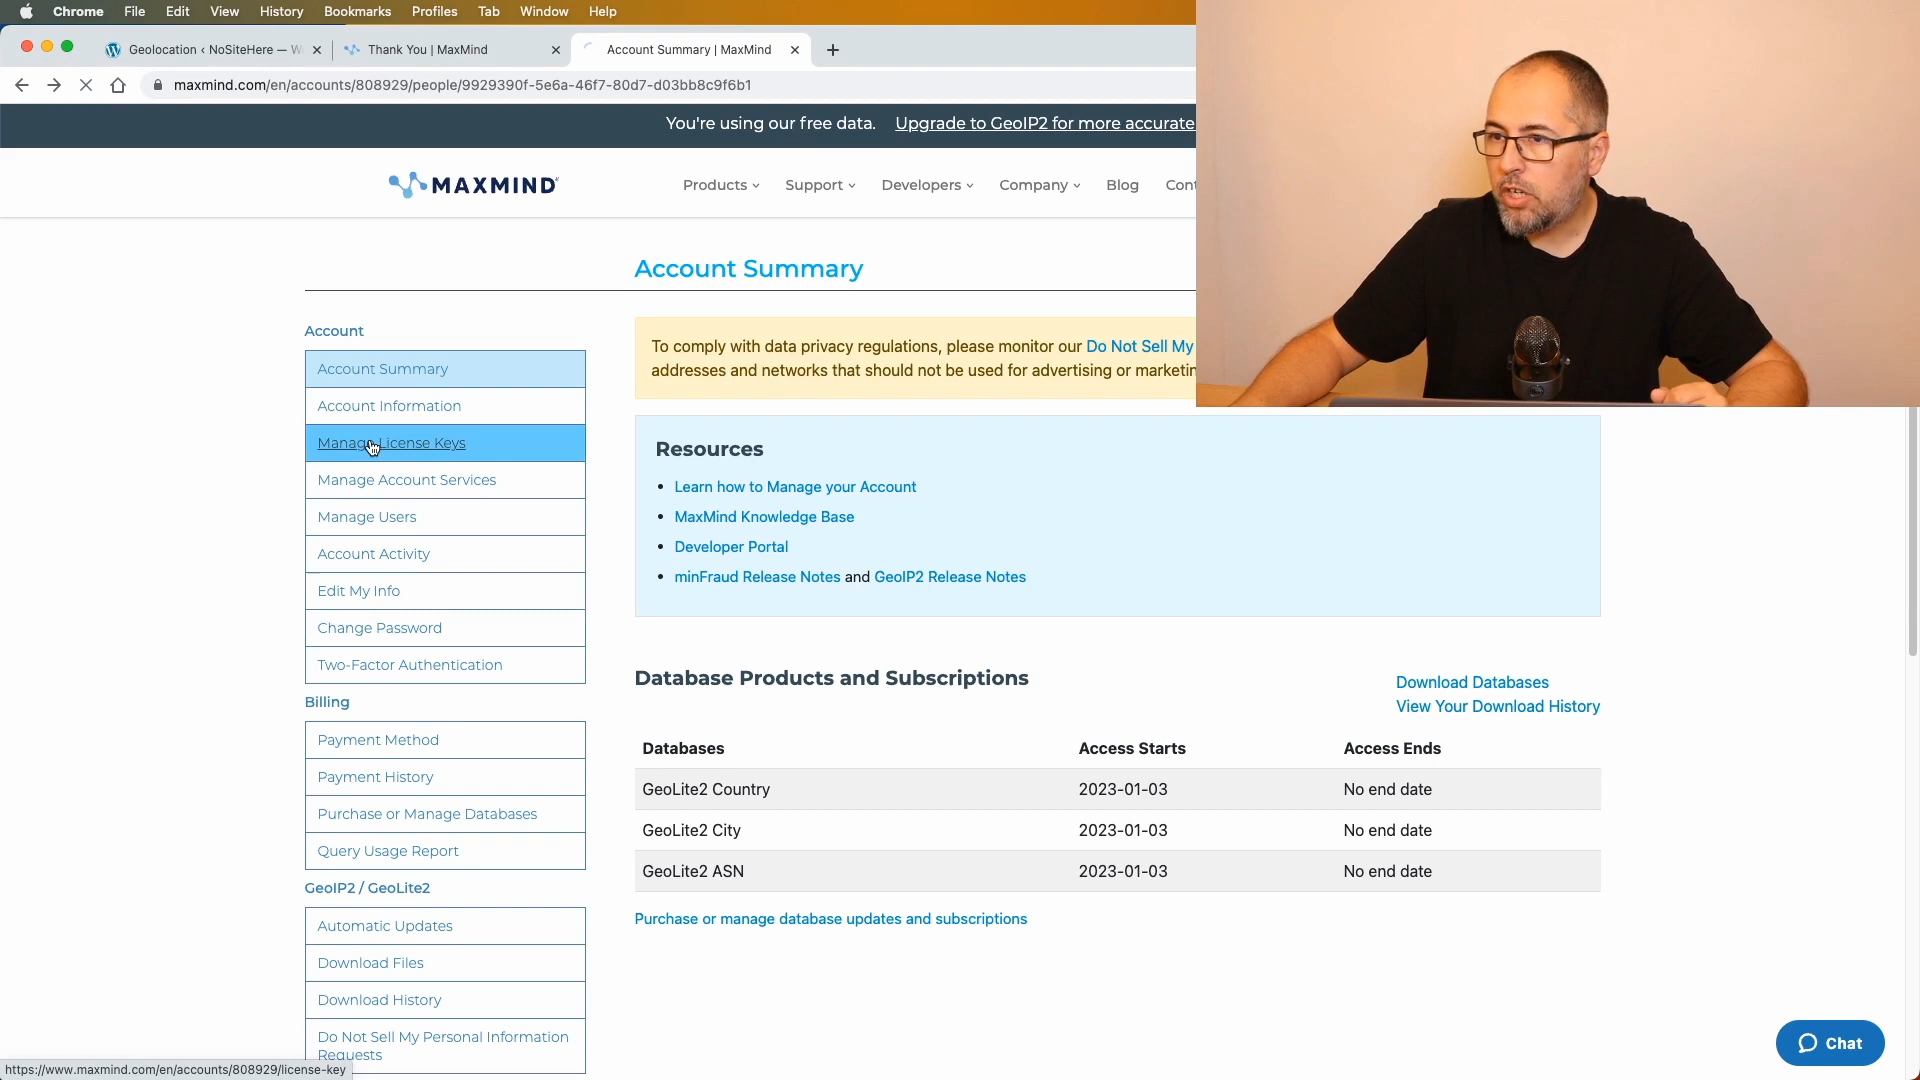 Chrome File Edit View History Bookmarks Profiles Tab Window Help
Geolocation ‹ NoSiteHere — W
Thank You | MaxMind
Account Summary | MaxMind
maxmind.com/en/accounts/808929/people/9929390f-5e6a-46f7-80d7-d03bb8c9f6b1
You're using our free data. Upgrade to GeoIP2 for more accurate
MAXMIND
Products Support Developers Company Blog Cont
Account Summary
Account
Account Summary
Account Information
Manage License Keys
Manage Account Services
Manage Users
Account Activity
Edit My Info
Change Password
Two-Factor Authentication
Billing
Payment Method
Payment History
Purchase or Manage Databases
Query Usage Report
GeoIP2 / GeoLite2
Automatic Updates
Download Files
Download History
Do Not Sell My Personal Information
Requests
To comply with data privacy regulations, please monitor our Do Not Sell My
addresses and networks that should not be used for advertising or marketin
Resources
Learn how to Manage your Account
MaxMind Knowledge Base
Developer Portal
minFraud Release Notes and GeoIP2 Release Notes
Database Products and Subscriptions
Download Databases
View Your Download History
Databases Access Starts Access Ends
GeoLite2 Country 2023-01-03 No end date
GeoLite2 City 2023-01-03 No end date
GeoLite2 ASN 2023-01-03 No end date
Purchase or manage database updates and subscriptions
Chat
https://www.maxmind.com/en/accounts/808929/license-key